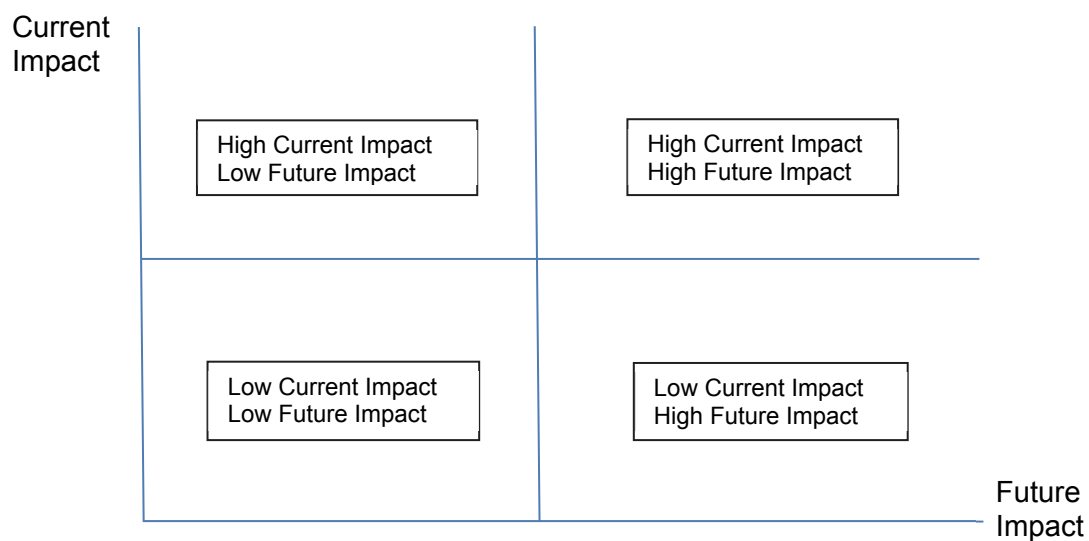 Current
Impact
High Current Impact
Low Future Impact
High Current Impact
High Future Impact
Low Current Impact
Low Future Impact
Low Current Impact
High Future Impact
Future
Impact